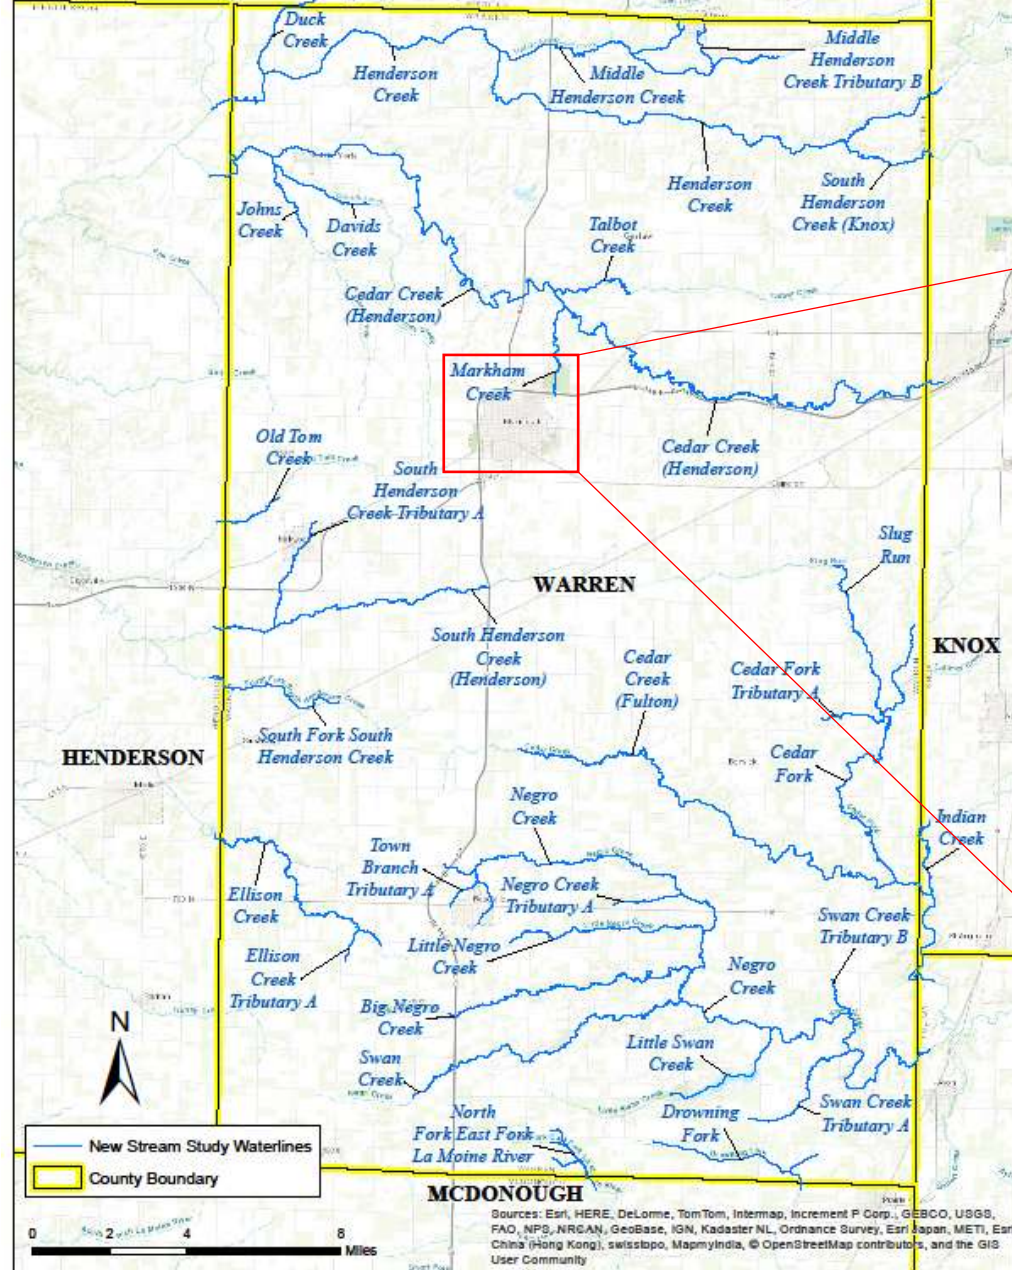 Duck
Creek
Henderson
Creek
Middle
Henderson Creek
Middle
Henderson
Creek Tributary B
Henderson
Creek
South
Henderson
Creek (Knox)
Johns
Creek
Davids
Creek
Talbot
Creek
Cedar Creek
(Henderson)
Markham
Creek
Cedar Creek
(Henderson)
Old Tom
Creek
South
Henderson
Creek Tributary A
Slug
Run
WARREN
South Henderson
Creek
(Henderson)
Cedar
Creek
(Fulton)
Cedar Fork
Tributary A
KNOX
South Fork South
Henderson Creek
HENDERSON
Cedar
Fork
Negro
Creek
Indian
Creek
Town
Branch
Tributary A
Negro Creek
Tributary A
Ellison
Creek
Swan Creek
Tributary B
Little Negro
Creek
Ellison
Creek
Tributary A
Negro
Creek
Big Negro
Creek
Little Swan
Creek
Swan
Creek
North
Fork East Fork
La Moine River
Drowning
Fork
Swan Creek
Tributary A
N
New Stream Study Waterlines
County Boundary
MCDONOUGH
0 2 4 8
Miles
Sources: Esri, HERE, DeLorme, TomTom, Intermap, Increment P Corp., GEBCO, USGS,
FAO, NPS, NRCAN, GeoBase, IGN, Kadaster NL, Ordnance Survey, Esri Japan, METI, Esri
China (Hong Kong), swisstopo, MapmyIndia, © OpenStreetMap contributors, and the GIS
User Community